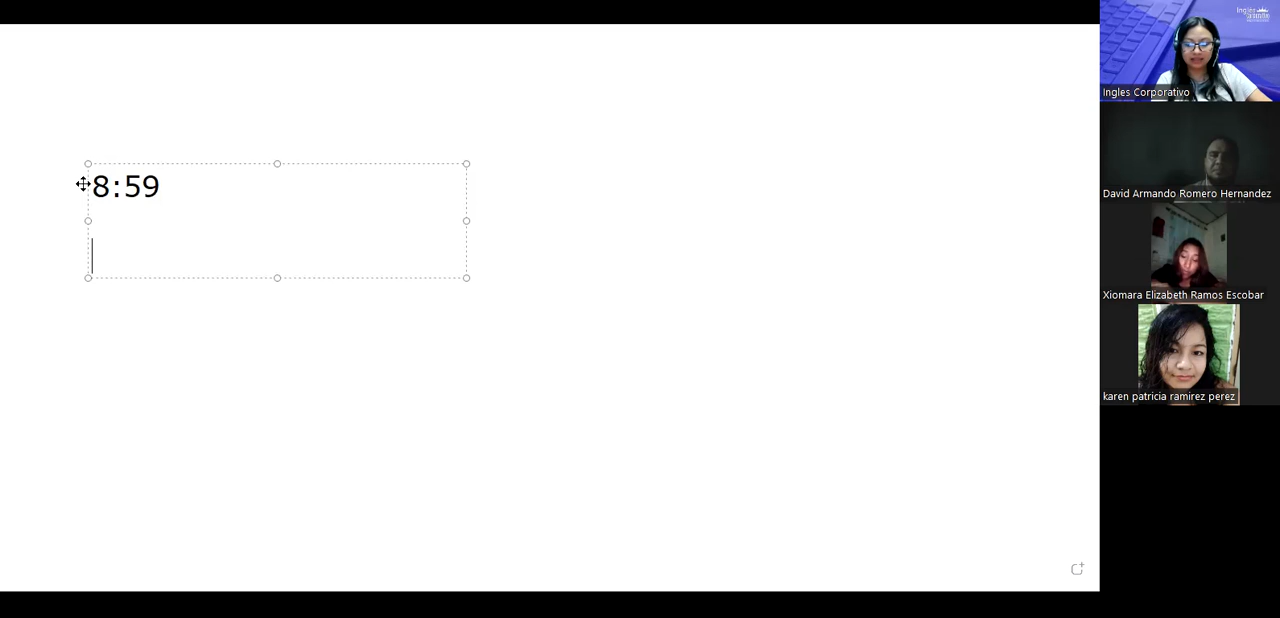 8:59
Ingles Corporativo
David Armando Romero Hernandez
Xiomara Elizabeth Ramos Escobar
karen patricia ramirez perez